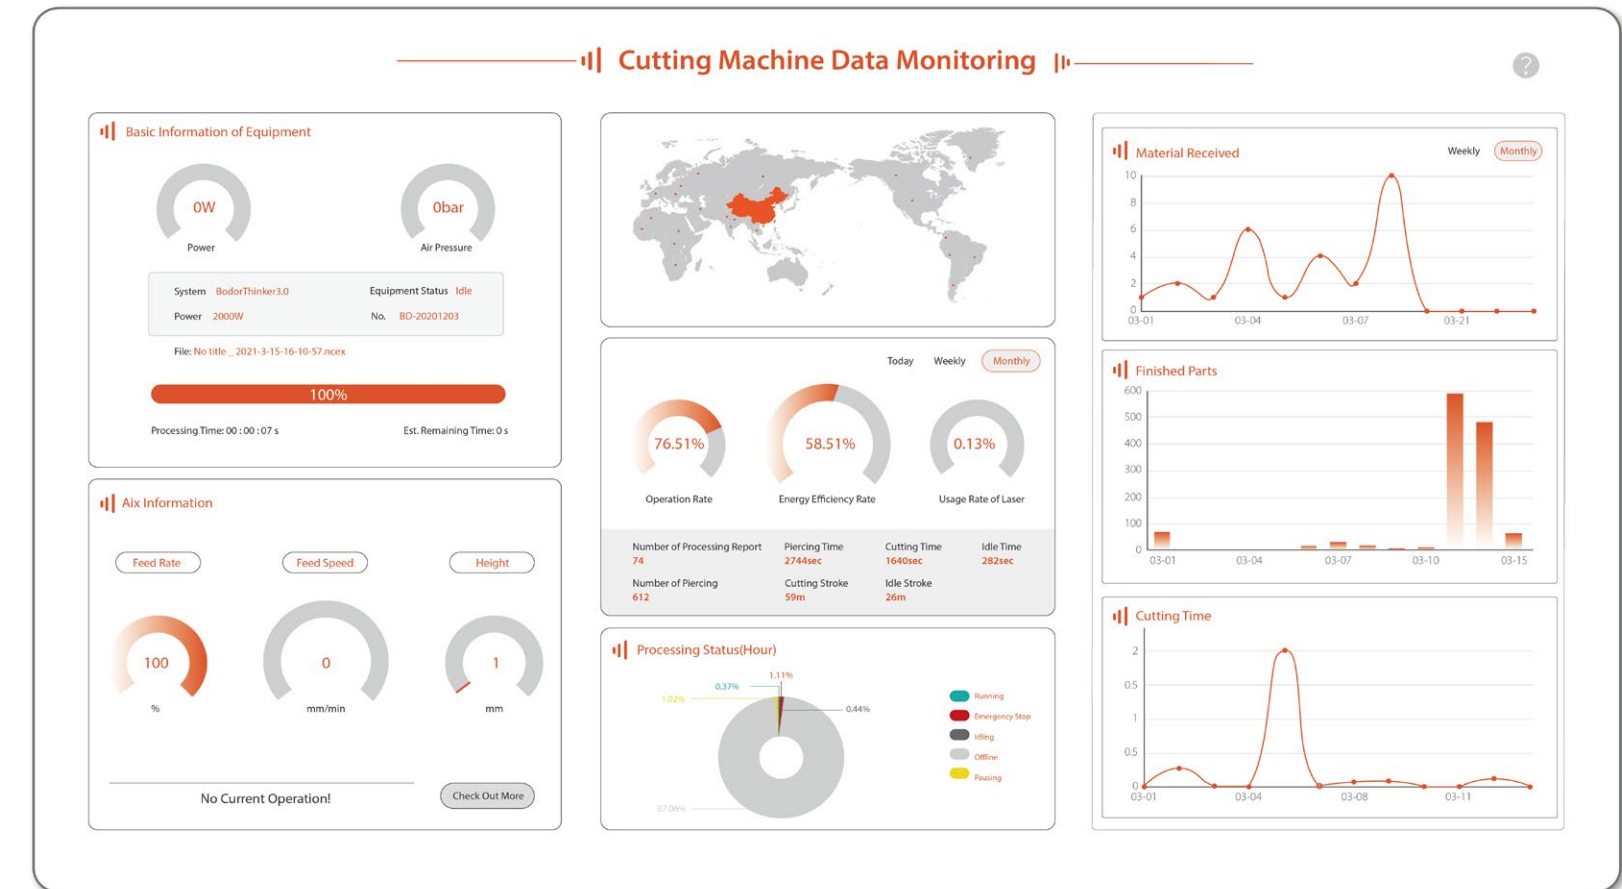 Cutting Machine Data Monitoring
?
Basic Information of Equipment
0W
Power
0bar
Air Pressure
System BodorThinker3.0
Equipment Status Idle
Power 2000W
No. BD-20201203
File: No title _ 2021-3-15-16-10-57.ncex
100%
Processing Time: 00 : 00 : 07 s
Est. Remaining Time: 0 s
Aix Information
Feed Rate
Feed Speed
Height
100
0
1
%
mm/min
mm
No Current Operation!
Check Out More
Today Weekly Monthly
76.51%
58.51%
0.13%
Operation Rate
Energy Efficiency Rate
Usage Rate of Laser
Number of Processing Report
74
Piercing Time
2744sec
Cutting Time
1640sec
Idle Time
282sec
Number of Piercing
612
Cutting Stroke
59m
Idle Stroke
26m
Processing Status(Hour)
1.11%
0.37%
1.02%
0.44%
97.06%
Running
Emergency Stop
Idling
Offline
Pausing
Material Received
Weekly Monthly
10
8
6
4
2
0
03-01 03-04 03-07 03-21
Finished Parts
600
500
400
300
200
100
0
03-01 03-04 03-07 03-10 03-15
Cutting Time
2
0.5
1
0.5
0
03-01 03-04 03-08 03-11